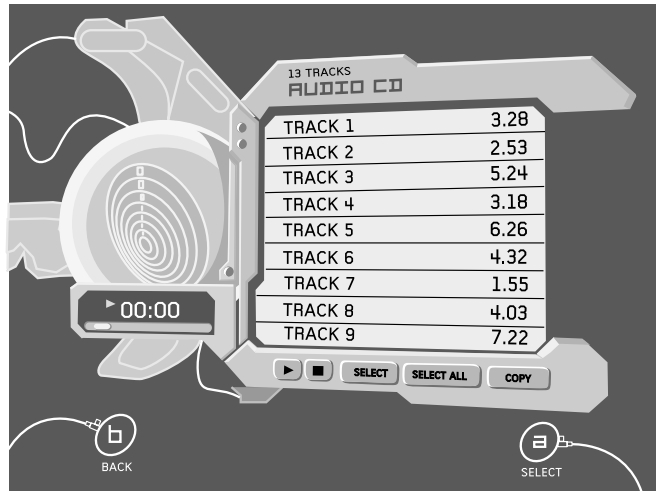 13 TRACKS
AUDIO CD
TRACK 1 3.28
TRACK 2 2.53
TRACK 3 5.24
TRACK 4 3.18
TRACK 5 6.26
TRACK 6 4.32
TRACK 7 1.55
TRACK 8 4.03
TRACK 9 7.22
00:00
SELECT SELECT ALL COPY
b
BACK
a
SELECT